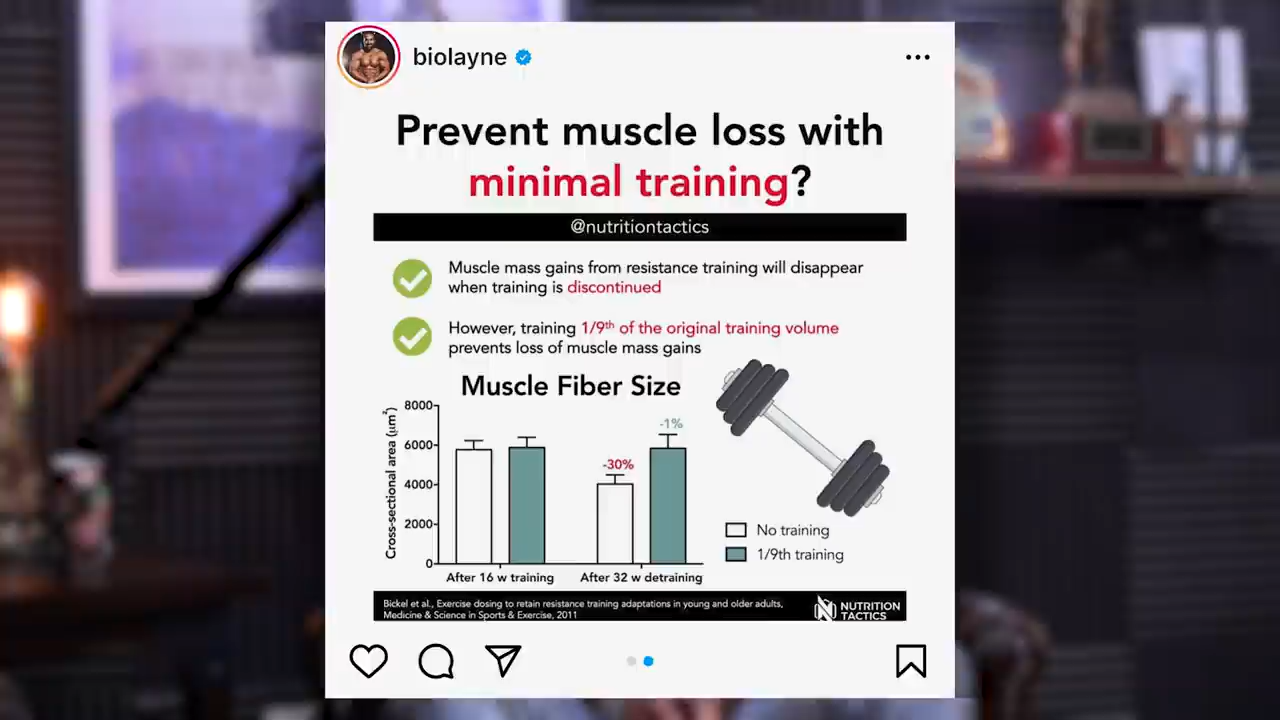 biolayne
Prevent muscle loss with
minimal training?
@nutritiontactics
Muscle mass gains from resistance training will disappear
when training is discontinued
However, training 1/9th of the original training volume
prevents loss of muscle mass gains
Muscle Fiber Size
Cross-sectional area (μm²)
8000
6000
4000
2000
0
-30%
-1%
After 16 w training
After 32 w detraining
No training
1/9th training
Bickel et al., Exercise dosing to retain resistance training adaptations in young and older adults,
Medicine & Science in Sports & Exercise, 2011
NUTRITION
TACTICS